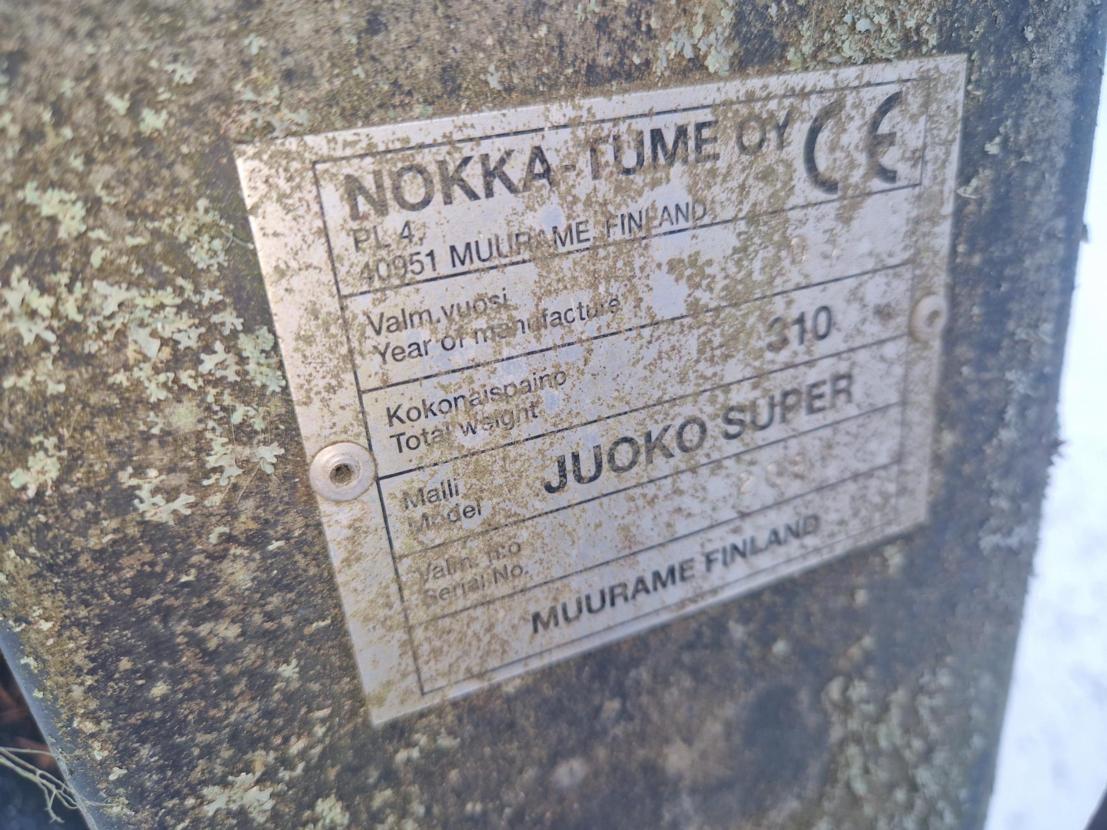 NOKKA-TUME OY CE
PL 4,
40951 MUURAME FINLAND
Valm.vuosi
Year of manufacture
Kokonaispaino
Total weight
310
Malli
Model
JUOKO SUPER
Valm. n:o
Serial No.
MUURAME FINLAND